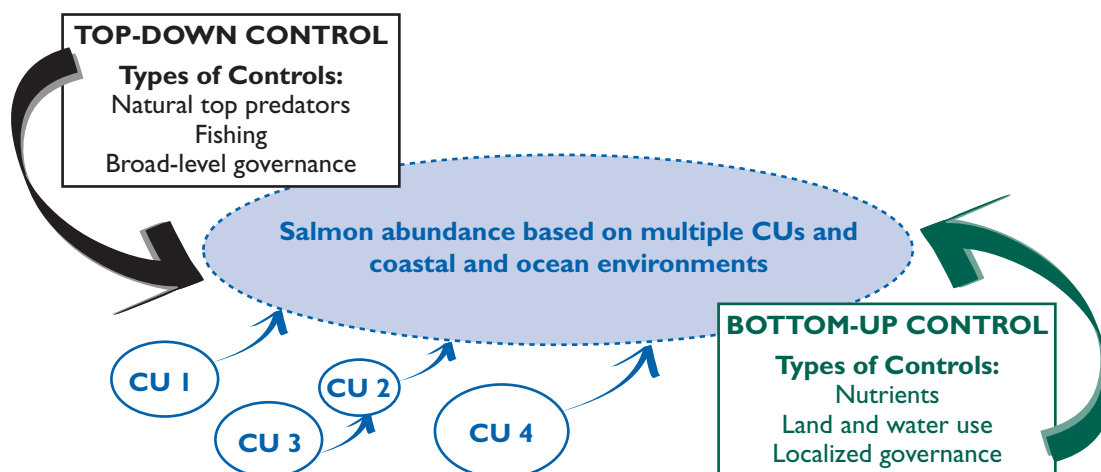 TOP-DOWN CONTROL
Types of Controls:
Natural top predators
Fishing
Broad-level governance
Salmon abundance based on multiple CUs and
coastal and ocean environments
CU 1
CU 2
CU 3
CU 4
BOTTOM-UP CONTROL
Types of Controls:
Nutrients
Land and water use
Localized governance